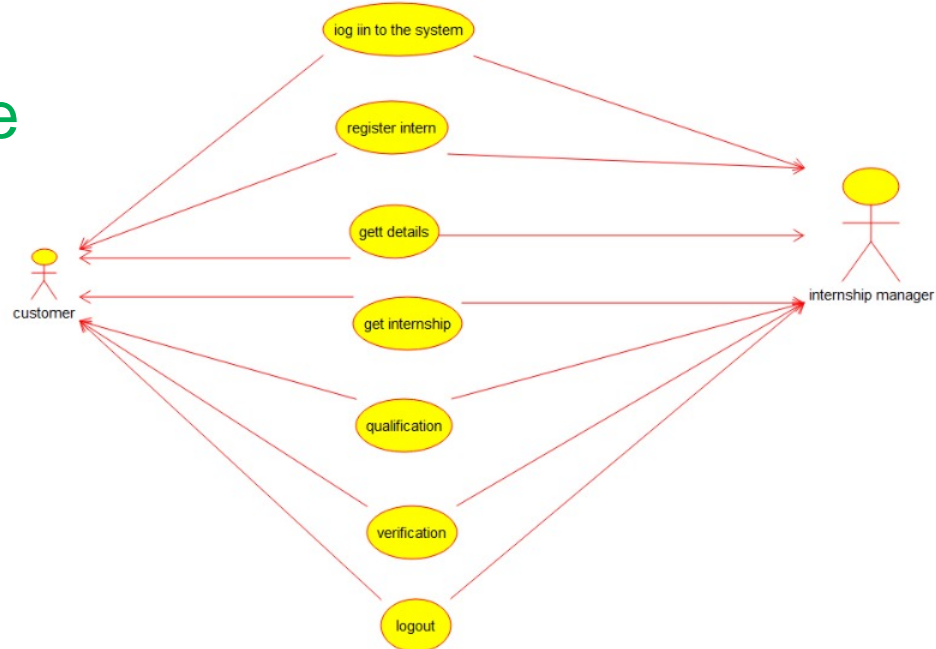 iog iin to the system
e
register intern
gett details
customer
internship manager
get internship
qualification
verification
logout